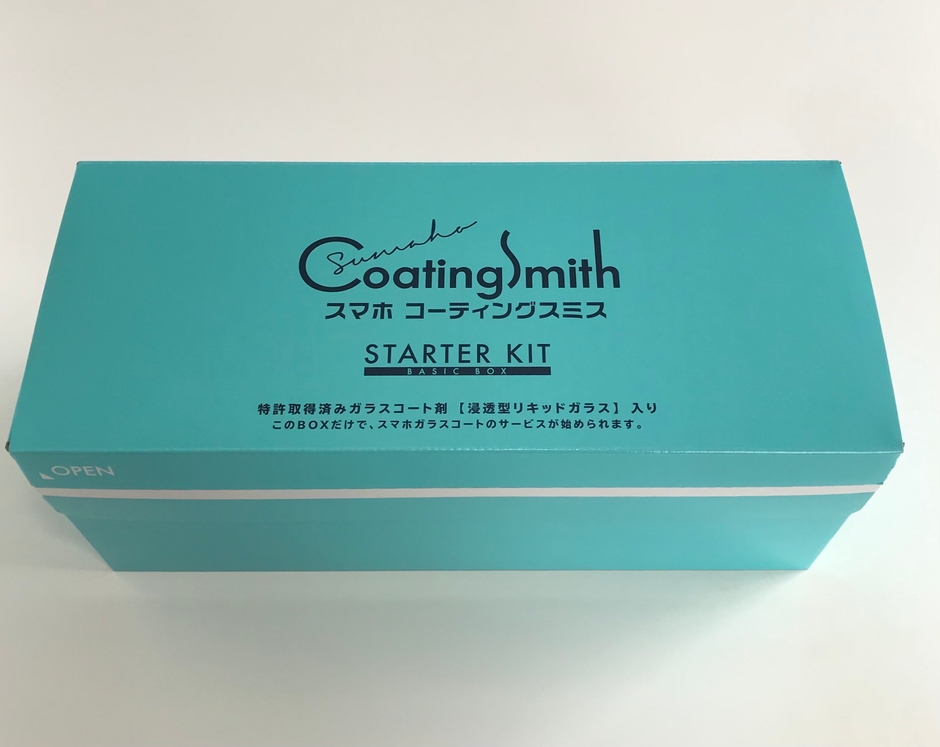 Sumaho
CoatingSmith
スマホ コーティングスミス
STARTER KIT
BASIC BOX
特許取得済みガラスコート剤 【浸透型リキッドガラス】 入り
このBOXだけで、スマホガラスコートのサービスが始められます。
OPEN